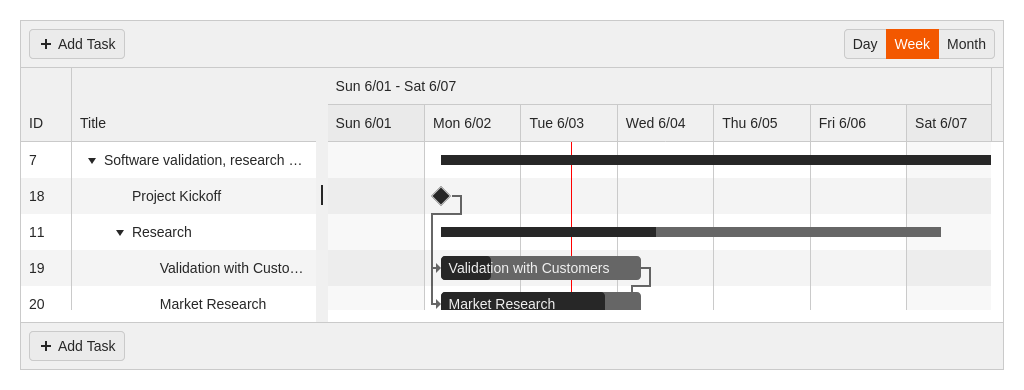 Add Task
Day Week Month
Sun 6/01 - Sat 6/07
ID Title Sun 6/01 Mon 6/02 Tue 6/03 Wed 6/04 Thu 6/05 Fri 6/06 Sat 6/07
7 Software validation, research …
18 Project Kickoff
11 Research
19 Validation with Custo… Validation with Customers
20 Market Research Market Research
Add Task